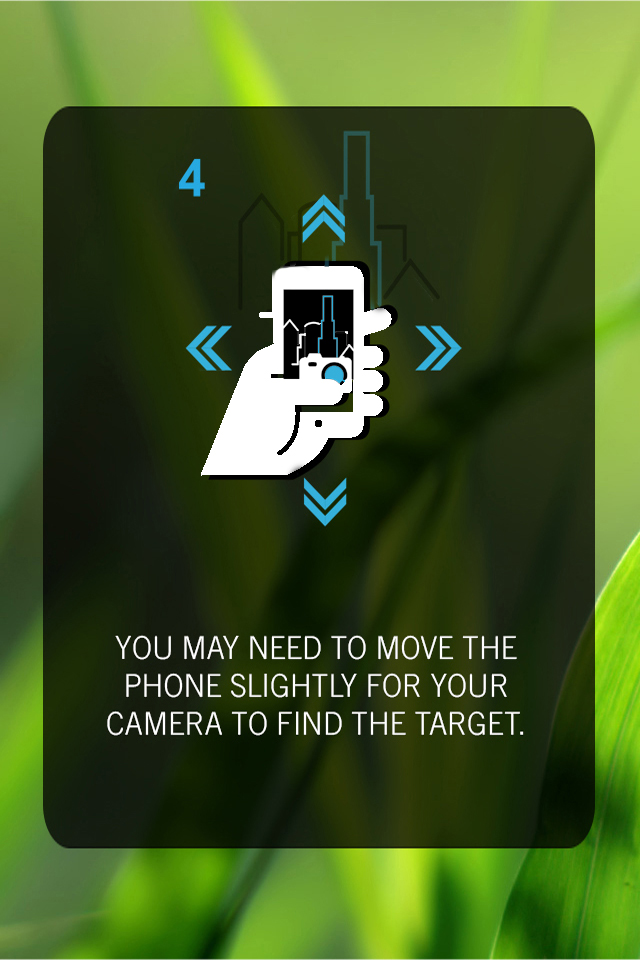 4
YOU MAY NEED TO MOVE THE
PHONE SLIGHTLY FOR YOUR
CAMERA TO FIND THE TARGET.